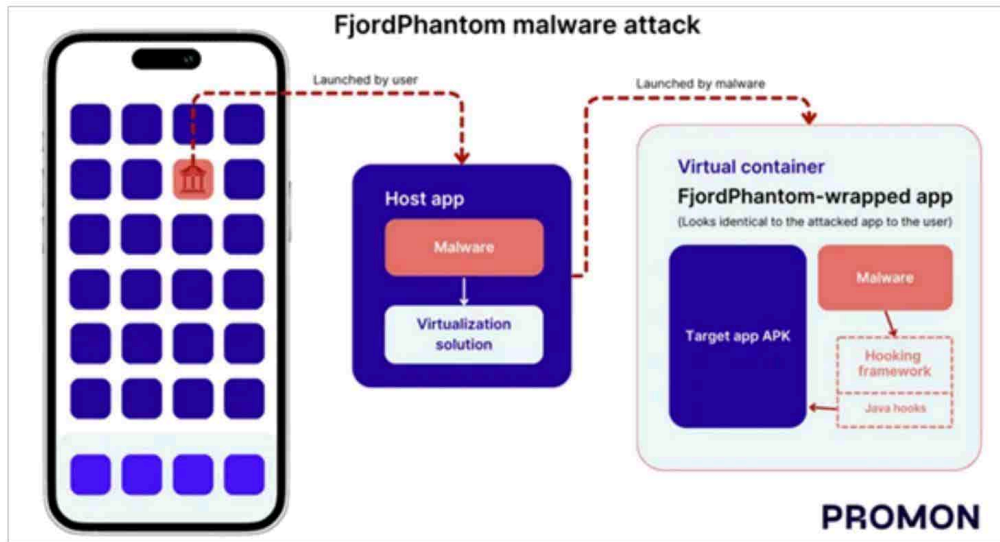 FjordPhantom malware attack
Launched by user
Launched by malware
Host app
Malware
Virtualization
solution
Virtual container
FjordPhantom-wrapped app
(Looks identical to the attacked app to the user)
Target app APK
Malware
Hooking
framework
Java hooks
PROMON